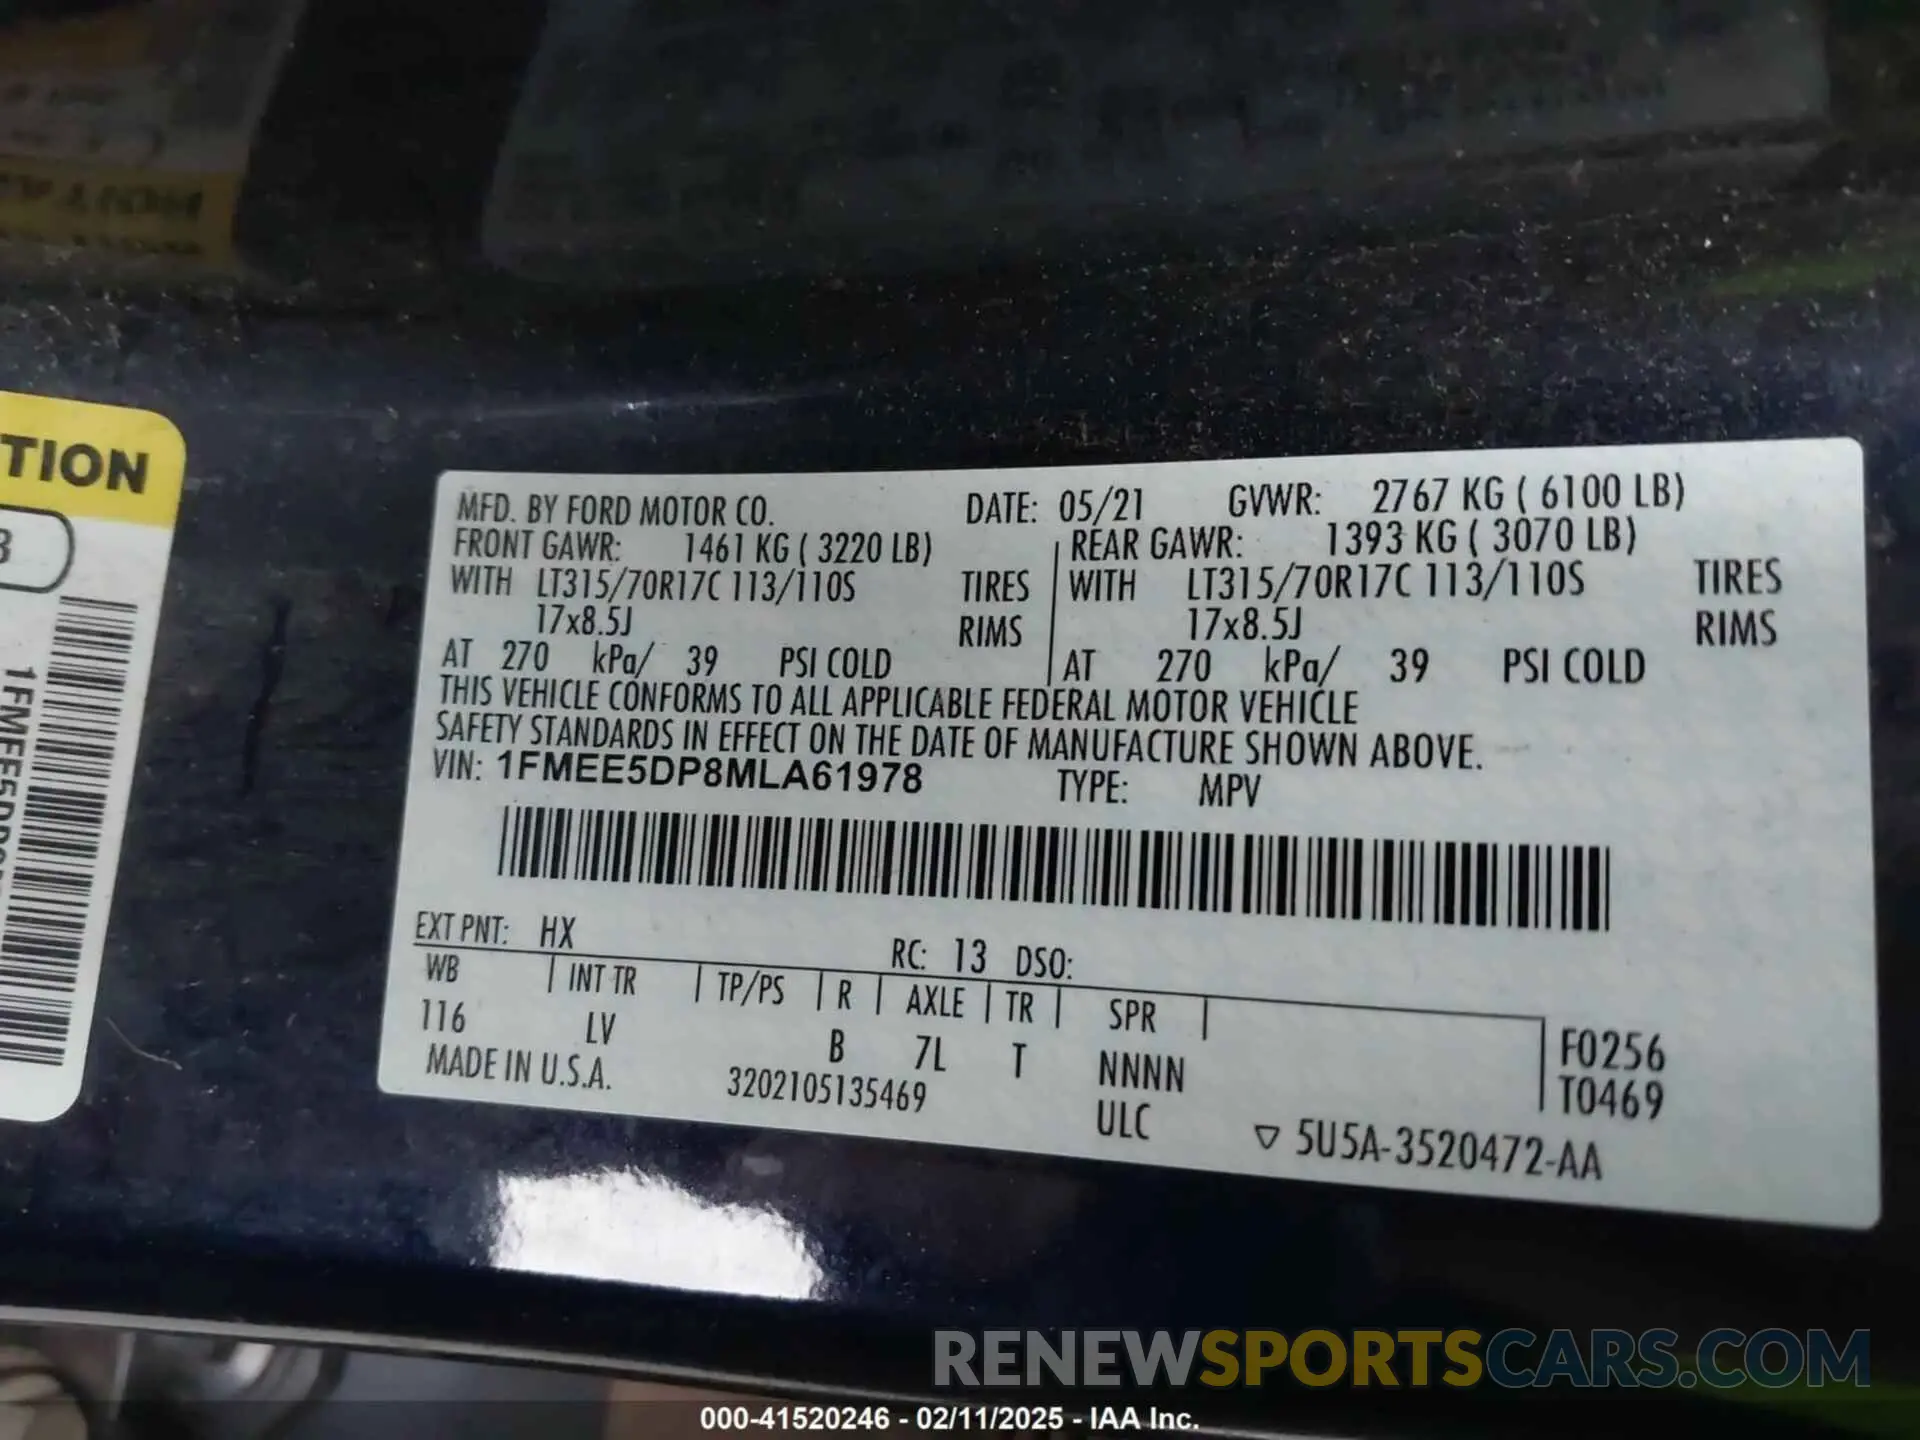 TION
3
1FMEE5DP8
MFD. BY FORD MOTOR CO. DATE: 05/21 GVWR: 2767 KG ( 6100 LB)
FRONT GAWR: 1461 KG ( 3220 LB) REAR GAWR: 1393 KG ( 3070 LB)
WITH LT315/70R17C 113/110S TIRES WITH LT315/70R17C 113/110S TIRES
17x8.5J RIMS 17x8.5J RIMS
AT 270 kPa/ 39 PSI COLD AT 270 kPa/ 39 PSI COLD
THIS VEHICLE CONFORMS TO ALL APPLICABLE FEDERAL MOTOR VEHICLE
SAFETY STANDARDS IN EFFECT ON THE DATE OF MANUFACTURE SHOWN ABOVE.
VIN: 1FMEE5DP8MLA61978 TYPE: MPV
EXT PNT: HX RC: 13 DSO:
WB INT TR TP/PS R AXLE TR SPR
116 LV B 7L T NNNN F0256
MADE IN U.S.A. 3202105135469 ULC T0469
▽ 5U5A-3520472-AA
RENEWSPORTSCARS.COM
000-41520246 - 02/11/2025 - IAA Inc.